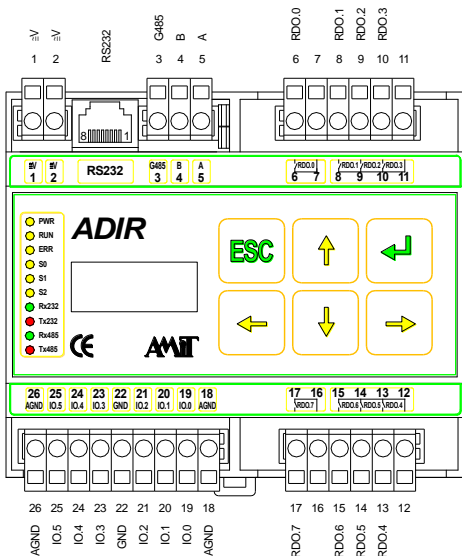 ≂V ≂V RS232 G485 B A RDO.0 RDO.1 RDO.2 RDO.3
1 2 3 4 5 6 7 8 9 10 11
8 1
≂V ≂V RS232 G485 B A RDO.0 RDO.1 RDO.2 RDO.3
1 2 3 4 5 6 7 8 9 10 11
PWR
RUN
ERR
S0
S1
S2
Rx232
Tx232
Rx485
Tx485
ADIR
CE AMiT
ESC
26 25 24 23 22 21 20 19 18 17 16 15 14 13 12
AGND IO.5 IO.4 IO.3 GND IO.2 IO.1 IO.0 AGND RDO.7 RDO.6 RDO.5 RDO.4
26 25 24 23 22 21 20 19 18 17 16 15 14 13 12
AGND IO.5 IO.4 IO.3 GND IO.2 IO.1 IO.0 AGND RDO.7 RDO.6 RDO.5 RDO.4